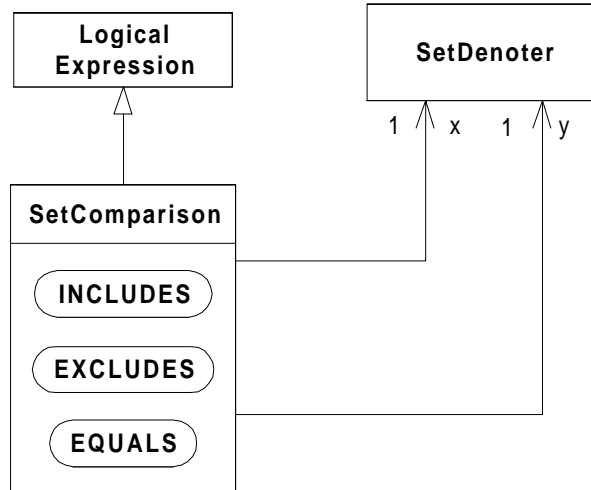 Logical
Expression
SetDenoter
1 x 1 y
SetComparison
INCLUDES
EXCLUDES
EQUALS